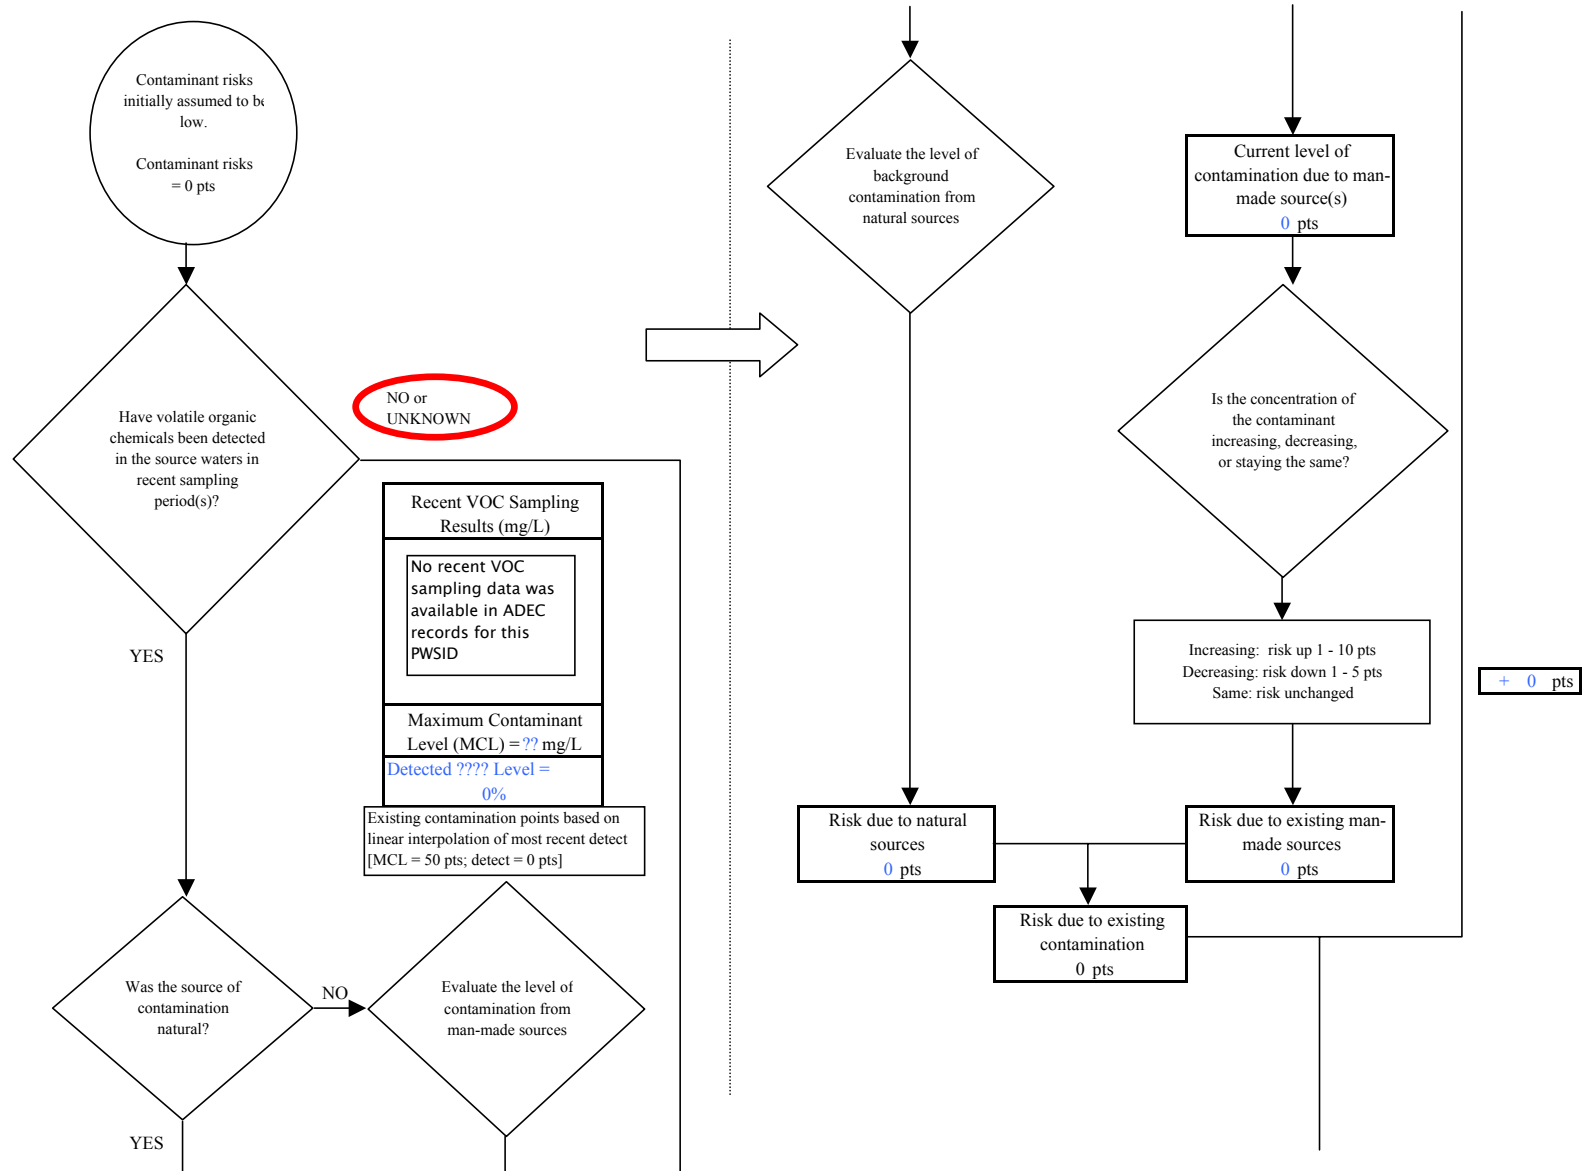 Contaminant risks
initially assumed to be
low.
Contaminant risks
= 0 pts
Have volatile organic
chemicals been detected
in the source waters in
recent sampling
period(s)?
NO or
UNKNOWN
YES
Recent VOC Sampling
Results (mg/L)
No recent VOC
sampling data was
available in ADEC
records for this
PWSID
Maximum Contaminant
Level (MCL) = ?? mg/L
Detected ???? Level =
0%
Existing contamination points based on
linear interpolation of most recent detect
[MCL = 50 pts; detect = 0 pts]
Was the source of
contamination
natural?
NO
Evaluate the level of
contamination from
man-made sources
YES
Evaluate the level of
background
contamination from
natural sources
Current level of
contamination due to man-
made source(s)
0 pts
Is the concentration of
the contaminant
increasing, decreasing,
or staying the same?
Increasing: risk up 1 - 10 pts
Decreasing: risk down 1 - 5 pts
Same: risk unchanged
+ 0 pts
Risk due to natural
sources
0 pts
Risk due to existing man-
made sources
0 pts
Risk due to existing
contamination
0 pts